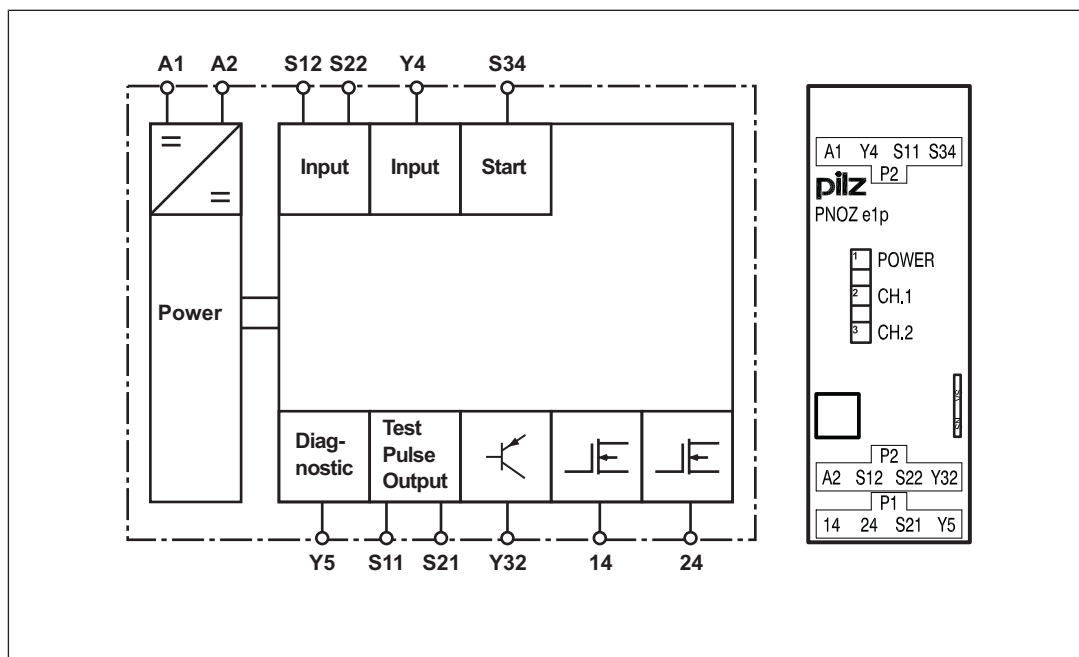 A1 A2 S12 S22 Y4 S34
= =
Input Input Start
Power
Diag-
nostic
Test
Pulse
Output
Y5 S11 S21 Y32 14 24
A1 Y4 S11 S34
P2
pilz
PNOZ e1p
1 POWER
2 CH.1
3 CH.2
SN VS
P2
A2 S12 S22 Y32
P1
14 24 S21 Y5